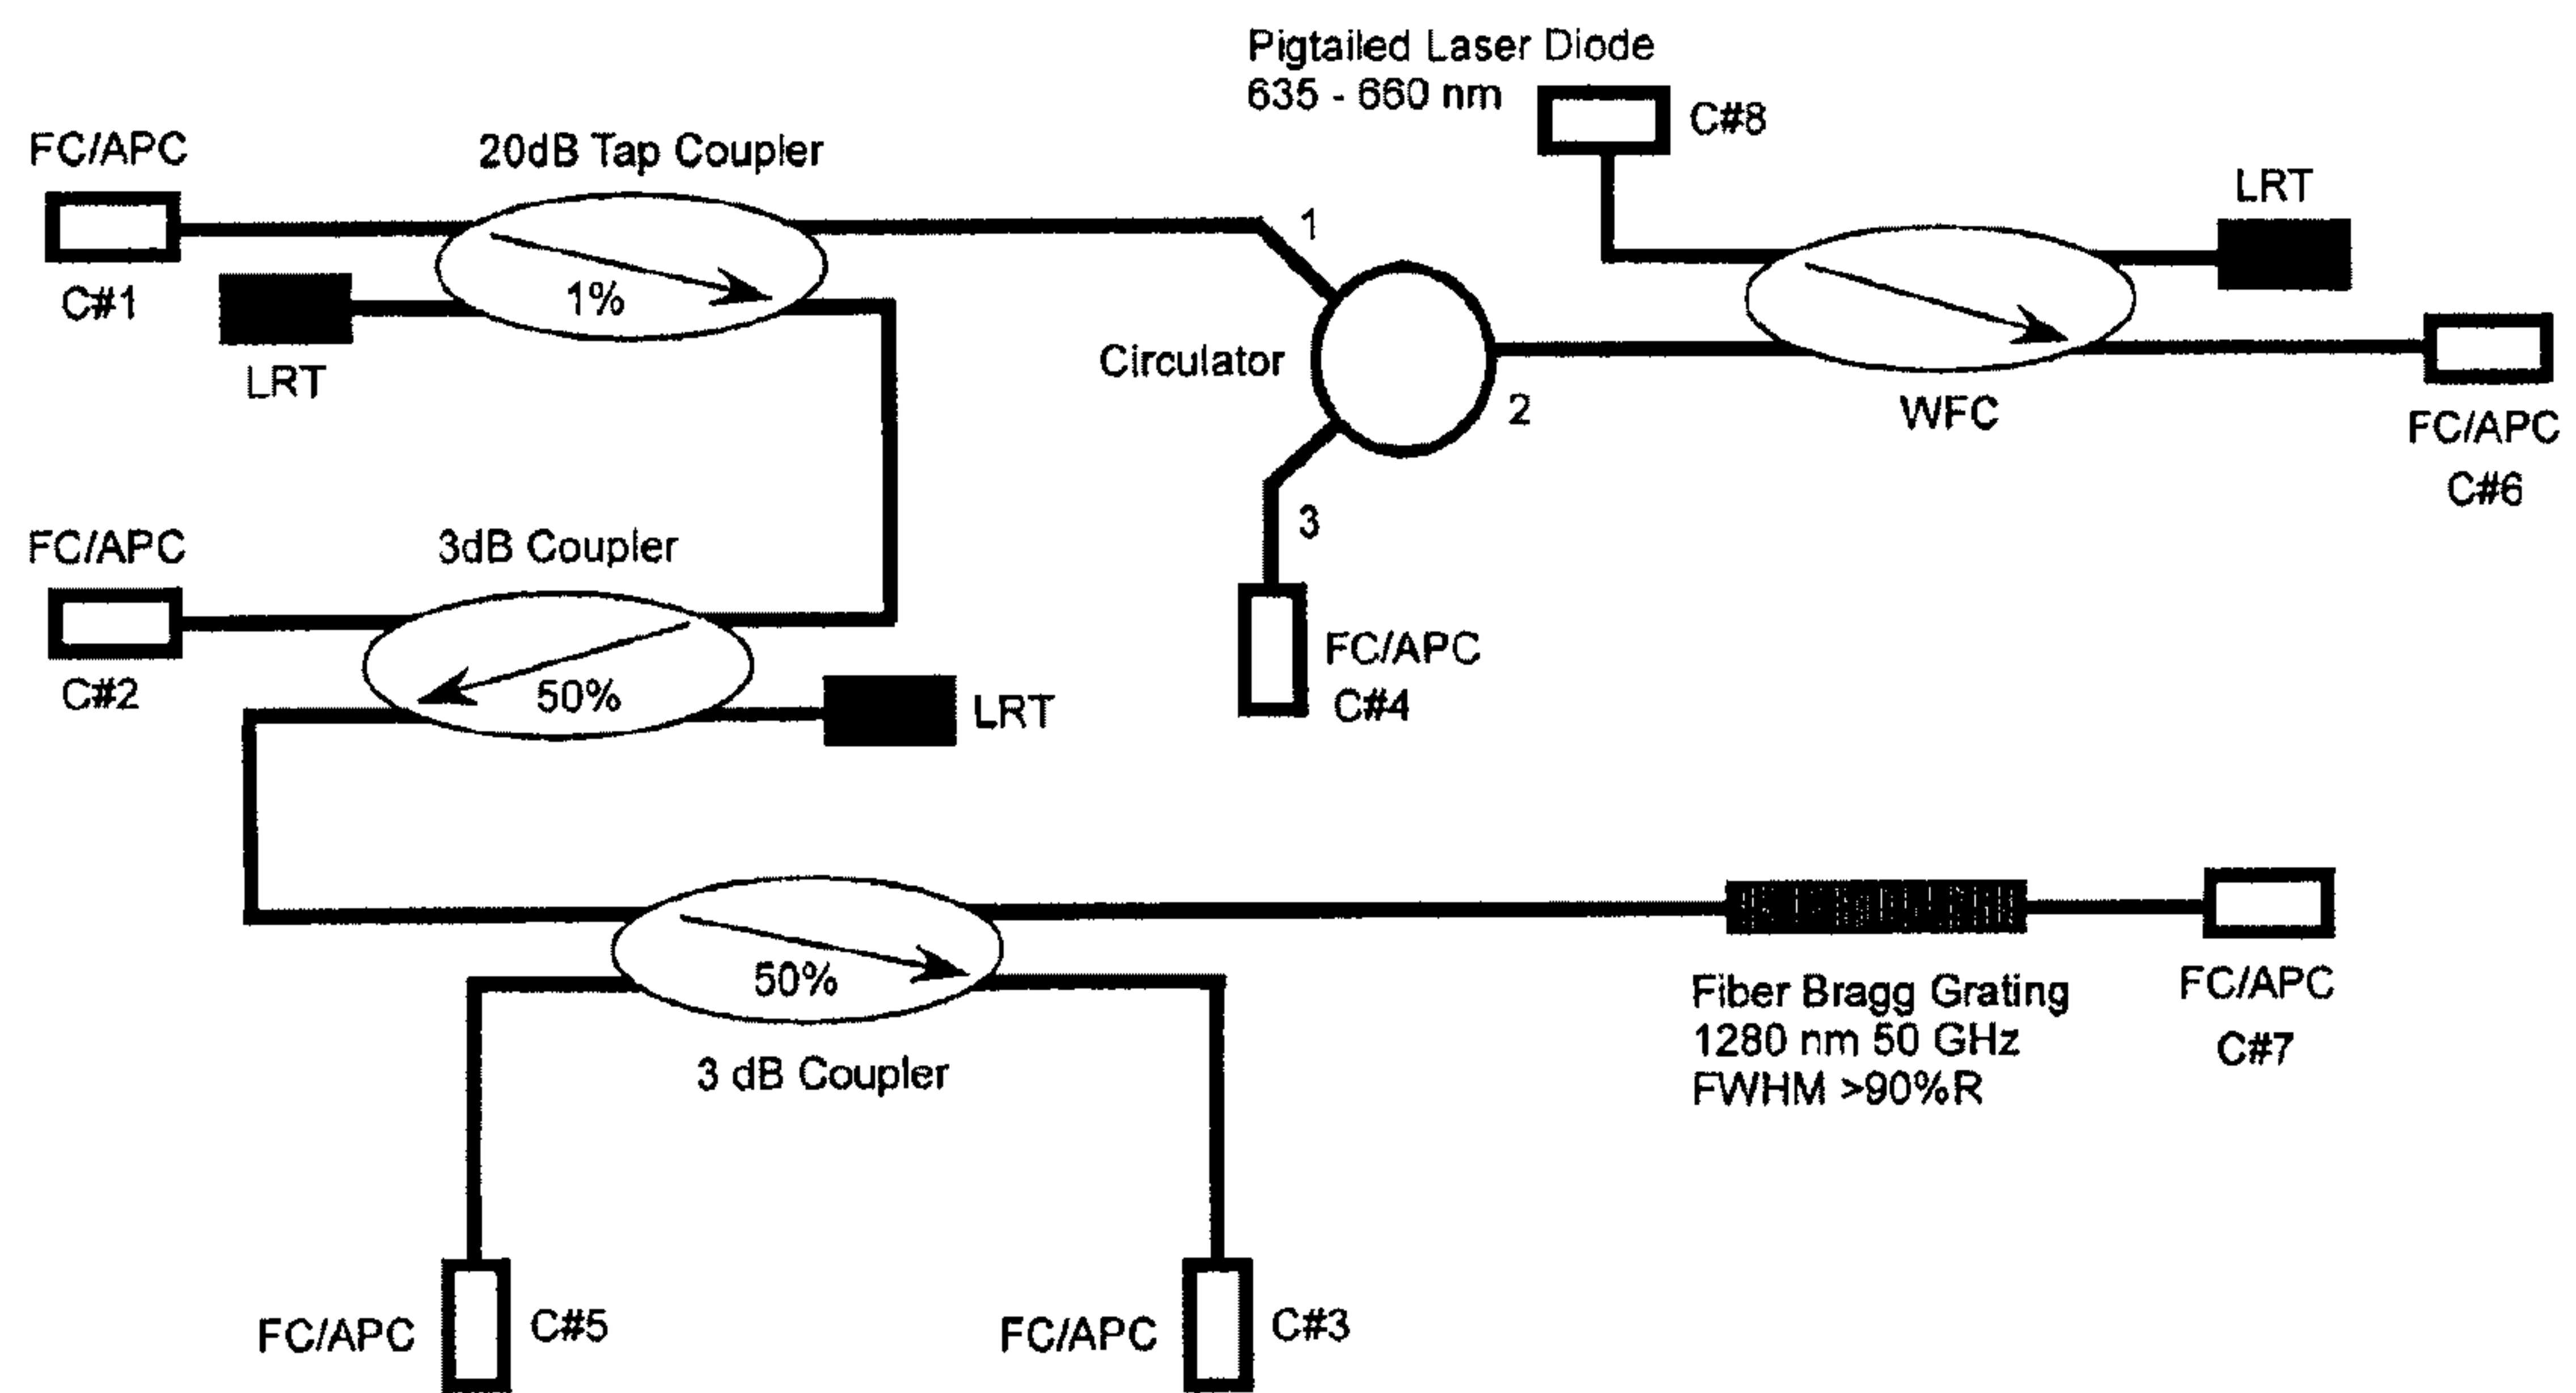 Pigtailed Laser Diode
635 - 660 nm
C#8
FC/APC
20dB Tap Coupler
LRT
1
C#1
1%
LRT
Circulator
2
WFC
FC/APC
C#6
3
FC/APC
3dB Coupler
C#2
50%
FC/APC
C#4
LRT
50%
3 dB Coupler
Fiber Bragg Grating
1280 nm 50 GHz
FWHM >90%R
FC/APC
C#7
FC/APC
C#5
FC/APC
C#3